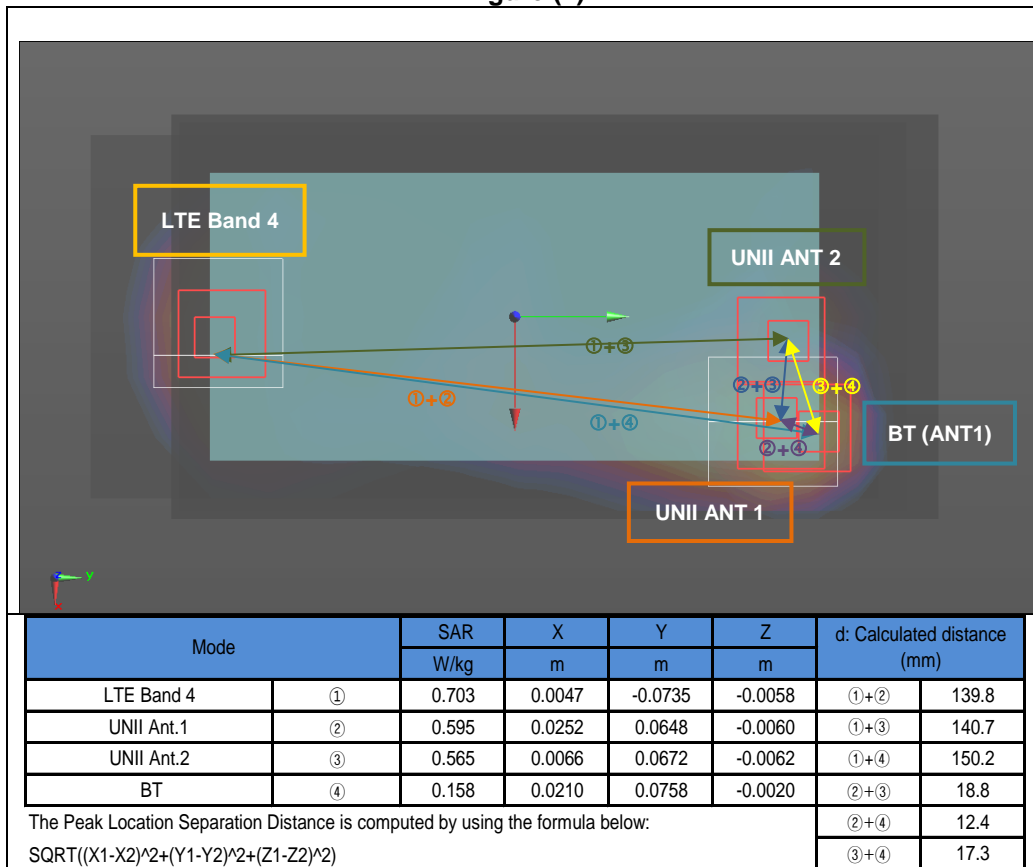 LTE Band 4
UNII ANT 2
①+③
②+③
③+④
①+②
①+④
BT (ANT1)
②+④
UNII ANT 1
z y
x
Mode SAR X Y Z d: Calculated distance (mm)
W/kg m m m
LTE Band 4 ① 0.703 0.0047 -0.0735 -0.0058 ①+② 139.8
UNII Ant.1 ② 0.595 0.0252 0.0648 -0.0060 ①+③ 140.7
UNII Ant.2 ③ 0.565 0.0066 0.0672 -0.0062 ①+④ 150.2
BT ④ 0.158 0.0210 0.0758 -0.0020 ②+③ 18.8
The Peak Location Separation Distance is computed by using the formula below: ②+④ 12.4
SQRT((X1-X2)^2+(Y1-Y2)^2+(Z1-Z2)^2) ③+④ 17.3